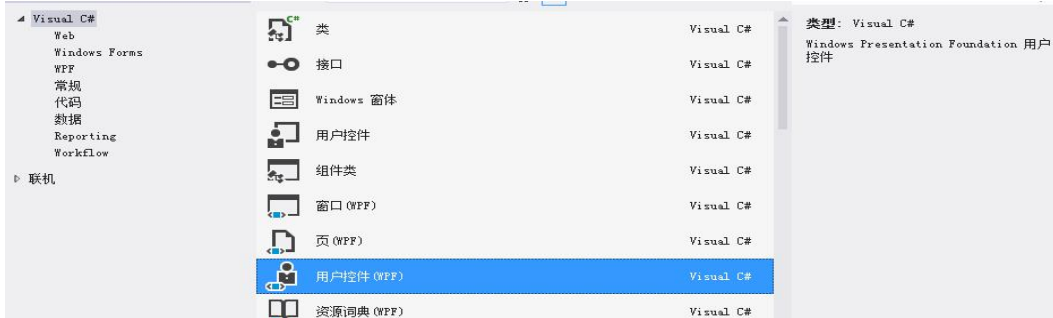 Visual C#
Web
Windows Forms
WPF
常规
代码
数据
Reporting
Workflow
联机
类 Visual C#
接口 Visual C#
Windows 窗体 Visual C#
用户控件 Visual C#
组件类 Visual C#
窗口(WPF) Visual C#
页(WPF) Visual C#
用户控件(WPF) Visual C#
资源词典(WPF) Visual C#
类型: Visual C#
Windows Presentation Foundation 用户
控件